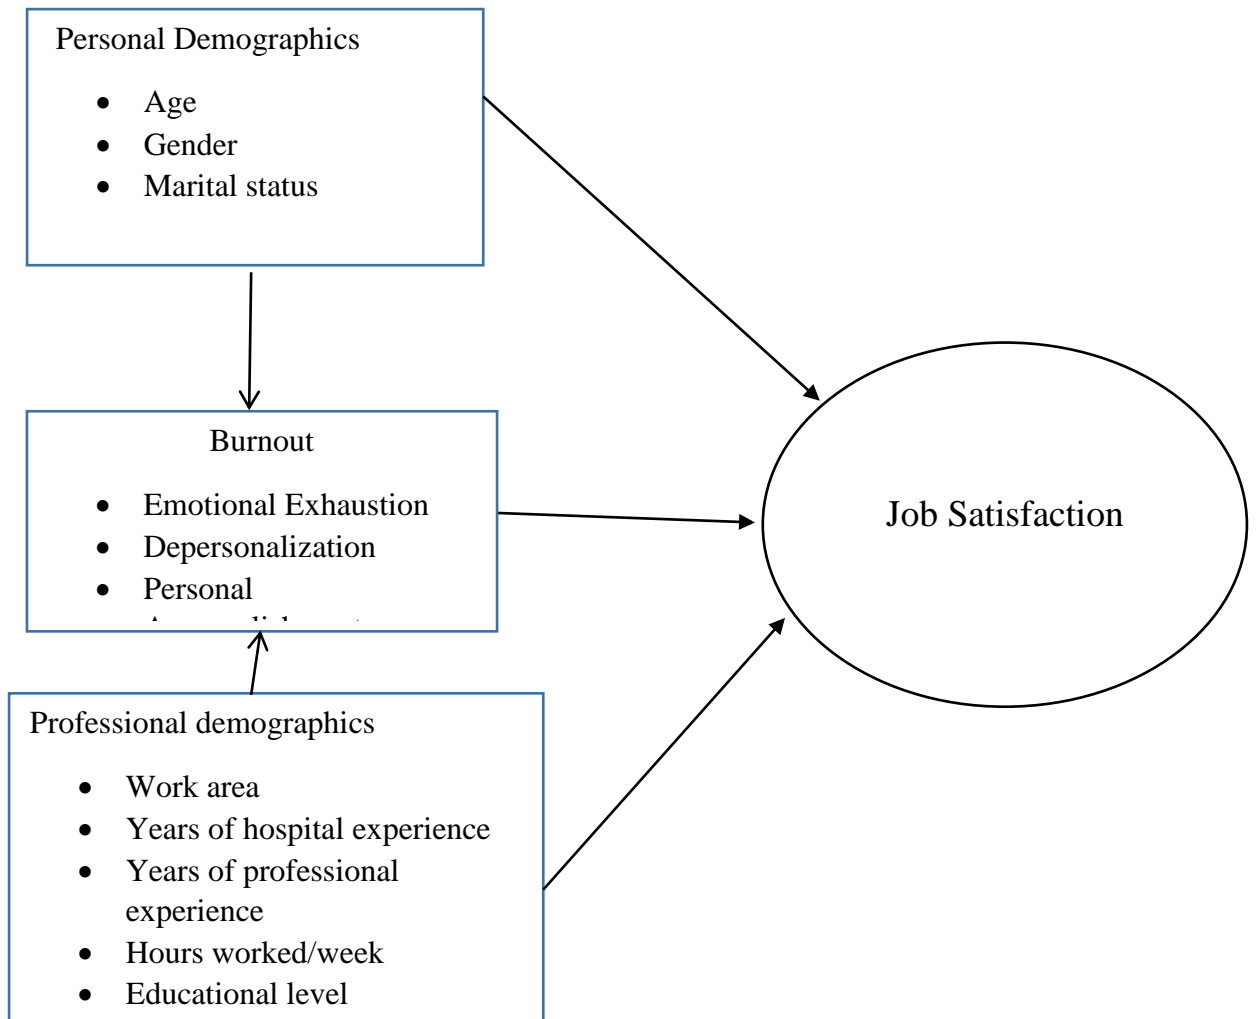 Personal Demographics
• Age
• Gender
• Marital status
Burnout
• Emotional Exhaustion
• Depersonalization
• Personal
Job Satisfaction
Professional demographics
• Work area
• Years of hospital experience
• Years of professional
experience
• Hours worked/week
• Educational level